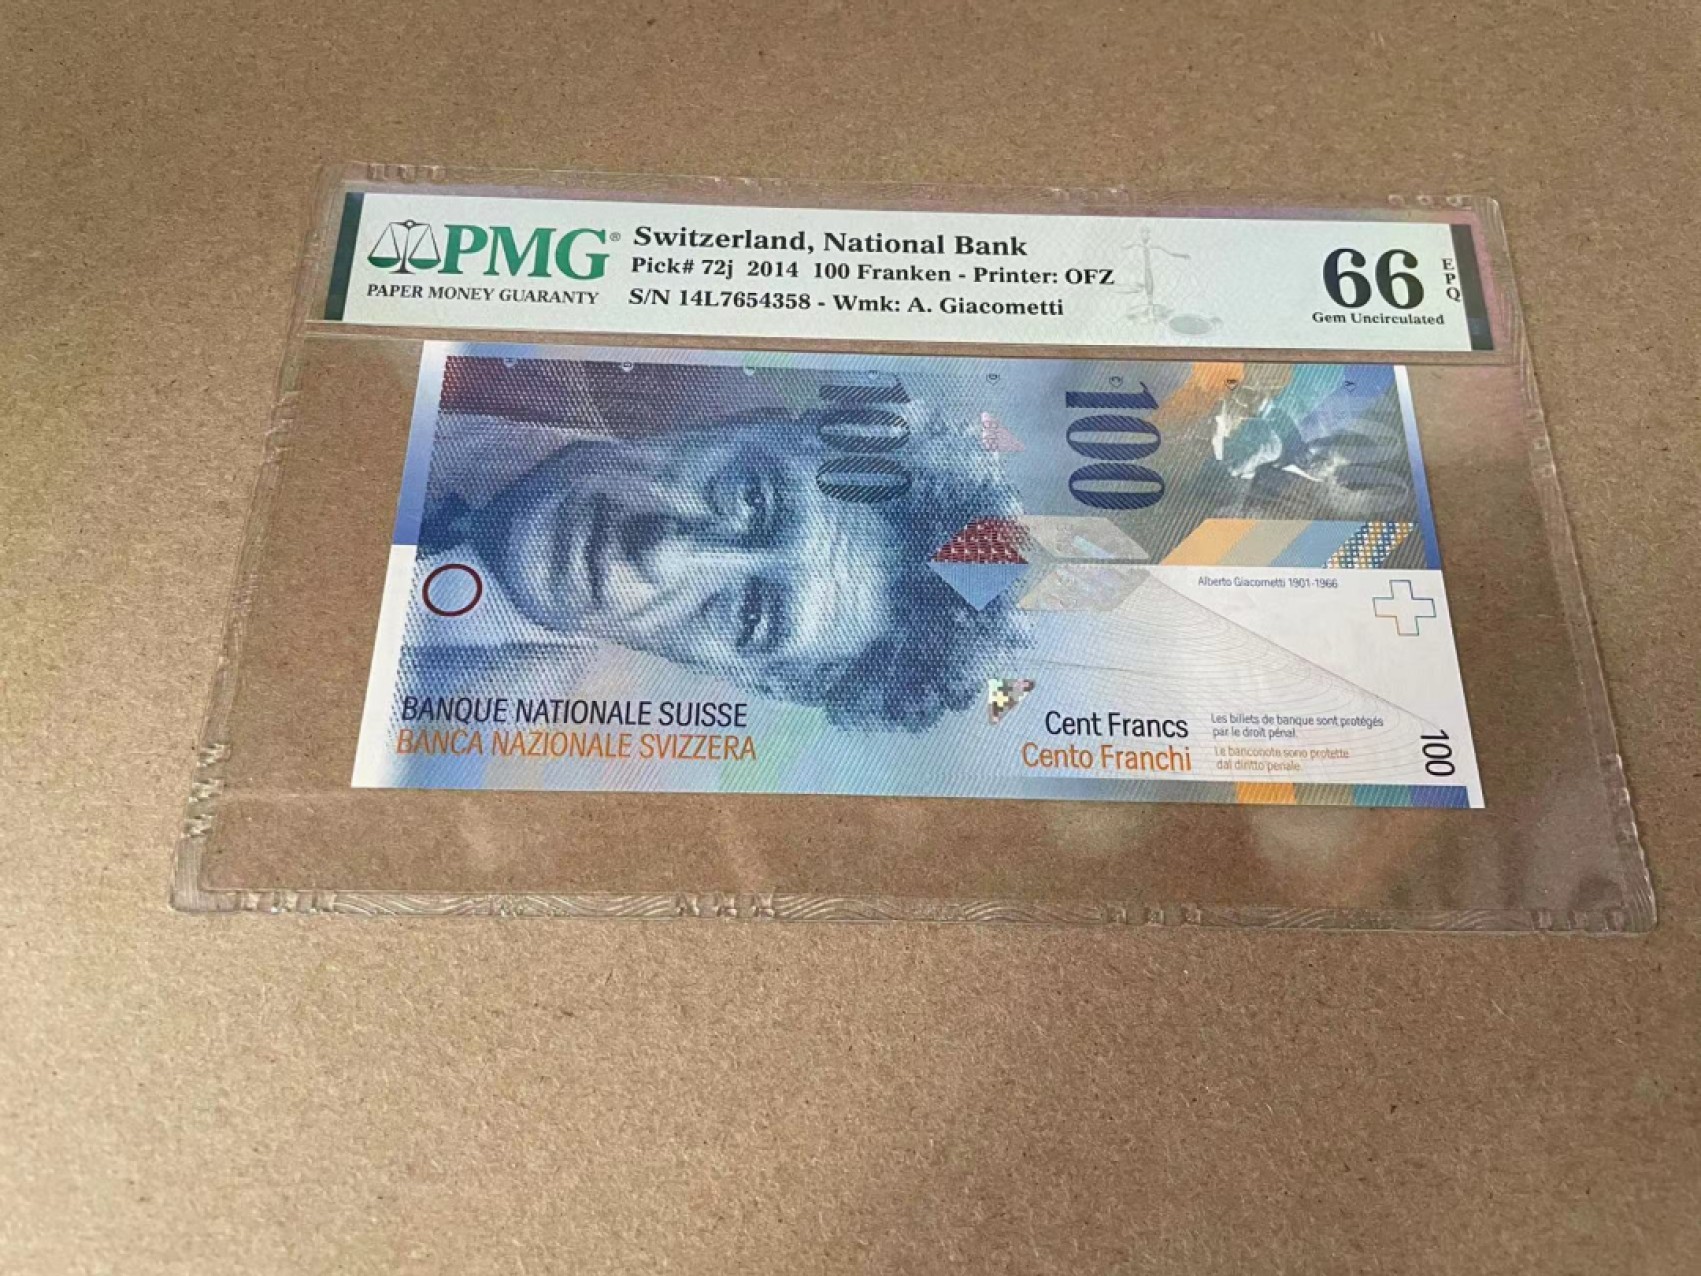 PMG®
PAPER MONEY GUARANTY
Switzerland, National Bank
Pick# 72j 2014 100 Franken - Printer: OFZ
S/N 14L7654358 - Wmk: A. Giacometti
66
EPQ
Gem Uncirculated
100
100
100
Alberto Giacometti 1901-1966
BANQUE NATIONALE SUISSE
BANCA NAZIONALE SVIZZERA
Cent Francs
Cento Franchi
Les billets de banque sont protégés
par le droit pénal.
Le banconote sono protette
dal diritto penale.
100